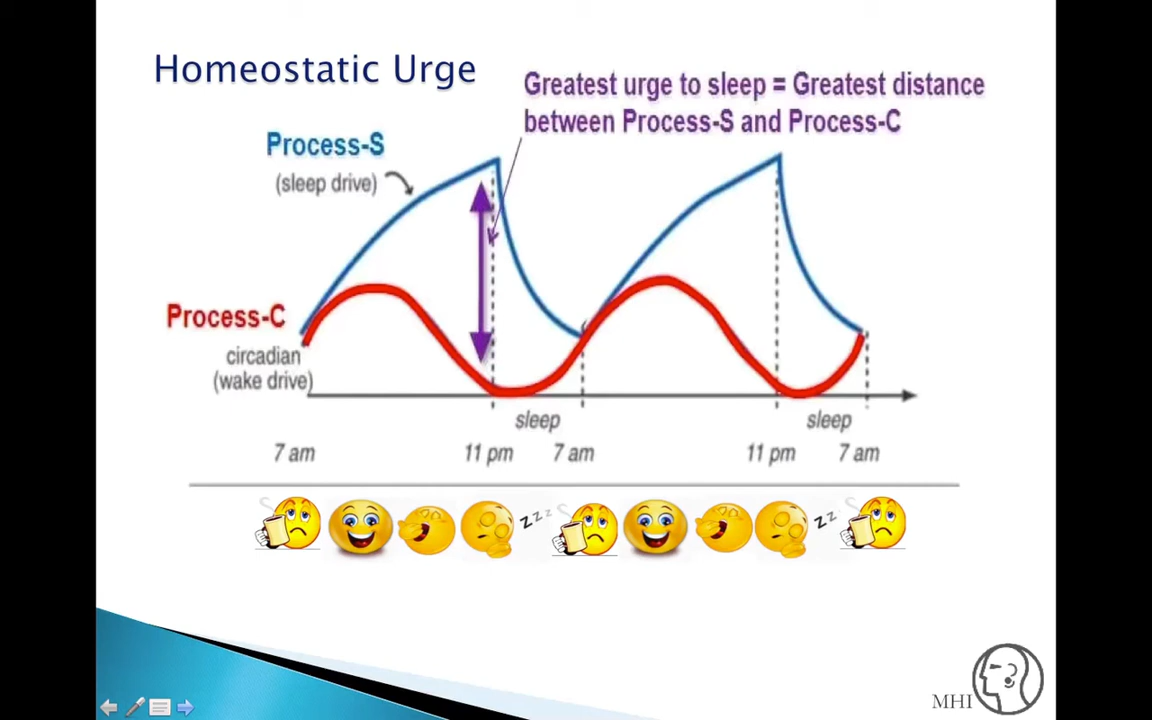 Homeostatic Urge
Greatest urge to sleep = Greatest distance
between Process-S and Process-C
Process-S
(sleep drive)
Process-C
circadian
(wake drive)
sleep
sleep
7 am
11 pm
7 am
11 pm
7 am
z z z
z z
MHI